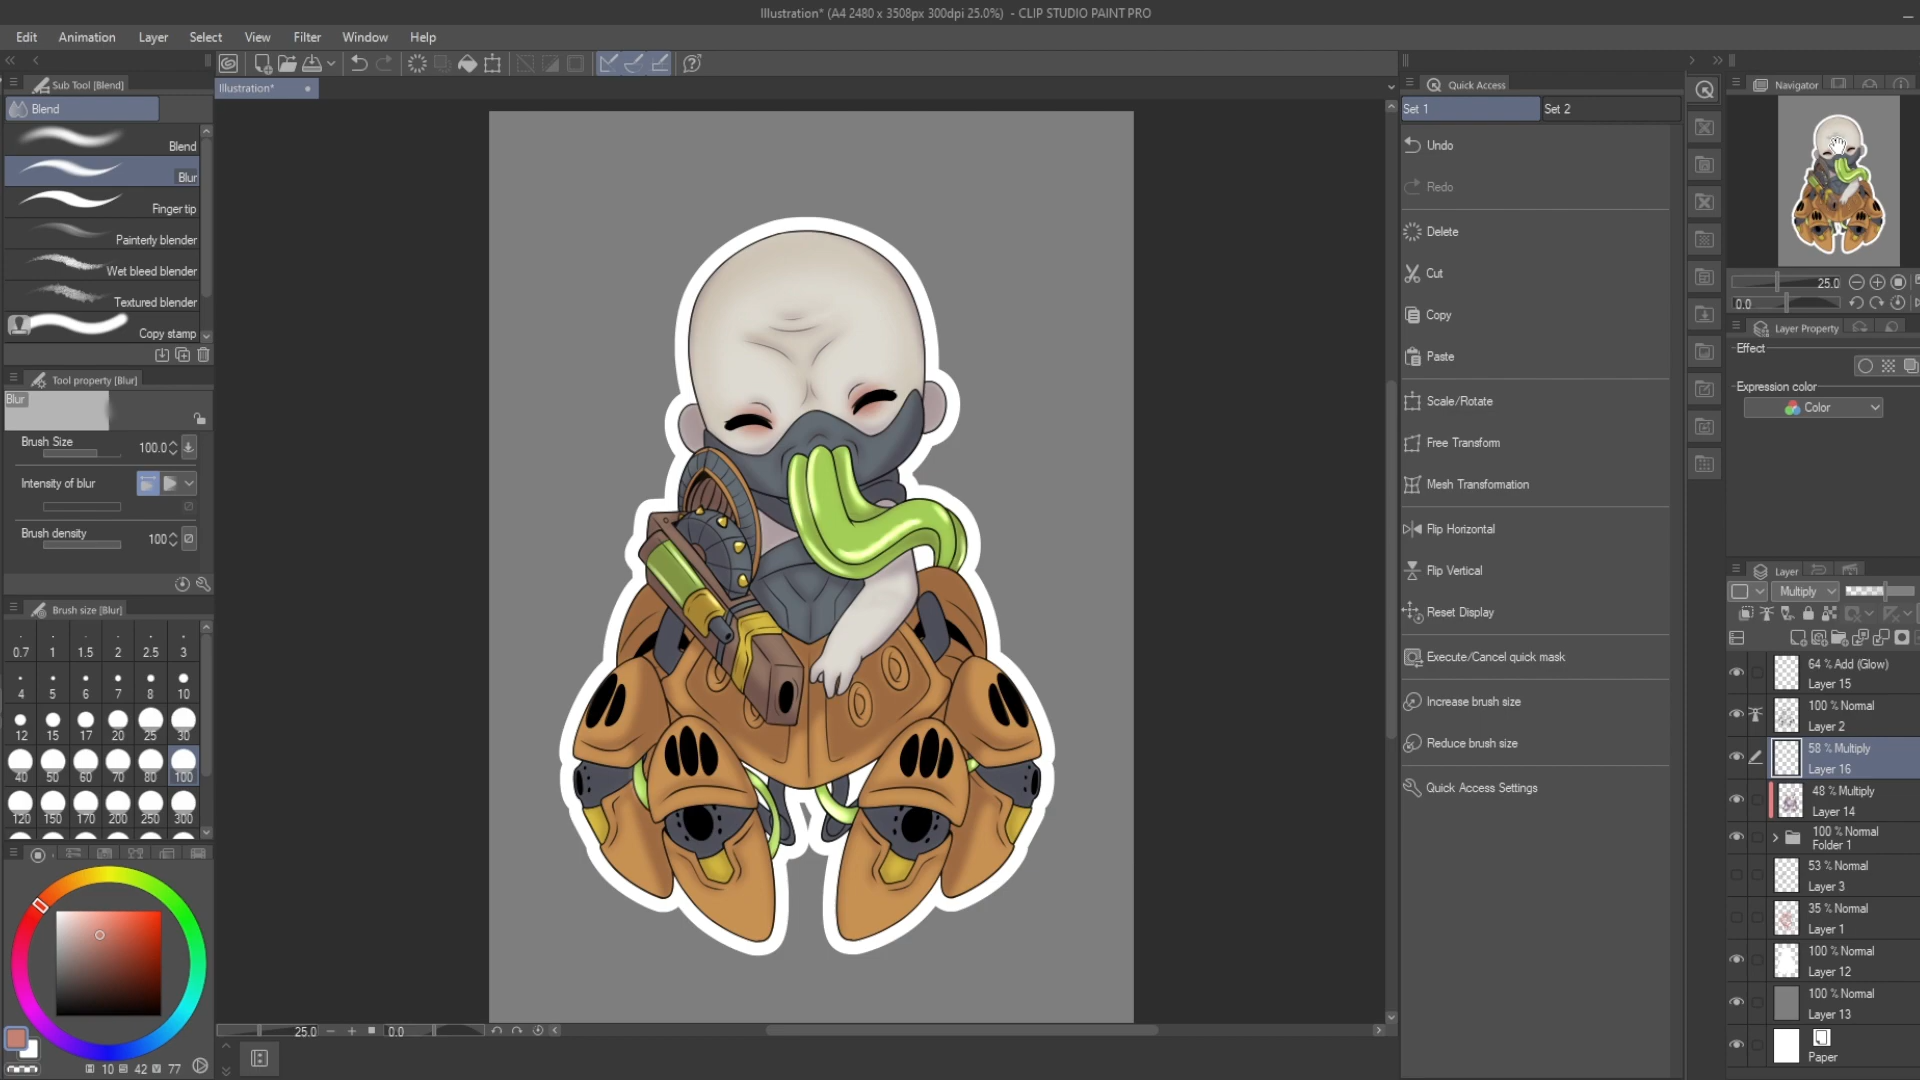 Illustration* (A4 2480 x 3508px 300dpi 25.0%) - CLIP STUDIO PAINT PRO
Edit Animation Layer Select View Filter Window Help
Sub Tool [Blend]
Illustration*
Quick Access
Navigator
Blend
Set 1 Set 2
Blend
Blur
Finger tip
Painterly blender
Wet bleed blender
Textured blender
Copy stamp
Tool property [Blur]
Blur
Brush Size 100.0
Intensity of blur
Brush density 100
Brush size [Blur]
0.7 1 1.5 2 2.5 3
4 5 6 7 8 10
12 15 17 20 25 30
40 50 60 70 80 100
120 150 170 200 250 300
10 42 77
25.0 0.0
Undo
Redo
Delete
Cut
Copy
Paste
Scale/Rotate
Free Transform
Mesh Transformation
Flip Horizontal
Flip Vertical
Reset Display
Execute/Cancel quick mask
Increase brush size
Reduce brush size
Quick Access Settings
25.0
0.0
Layer Property
Effect
Expression color
Color
Layer
Multiply
64 % Add (Glow)
Layer 15
100 % Normal
Layer 2
58 % Multiply
Layer 16
48 % Multiply
Layer 14
100 % Normal
Folder 1
53 % Normal
Layer 3
35 % Normal
Layer 1
100 % Normal
Layer 12
100 % Normal
Layer 13
Paper